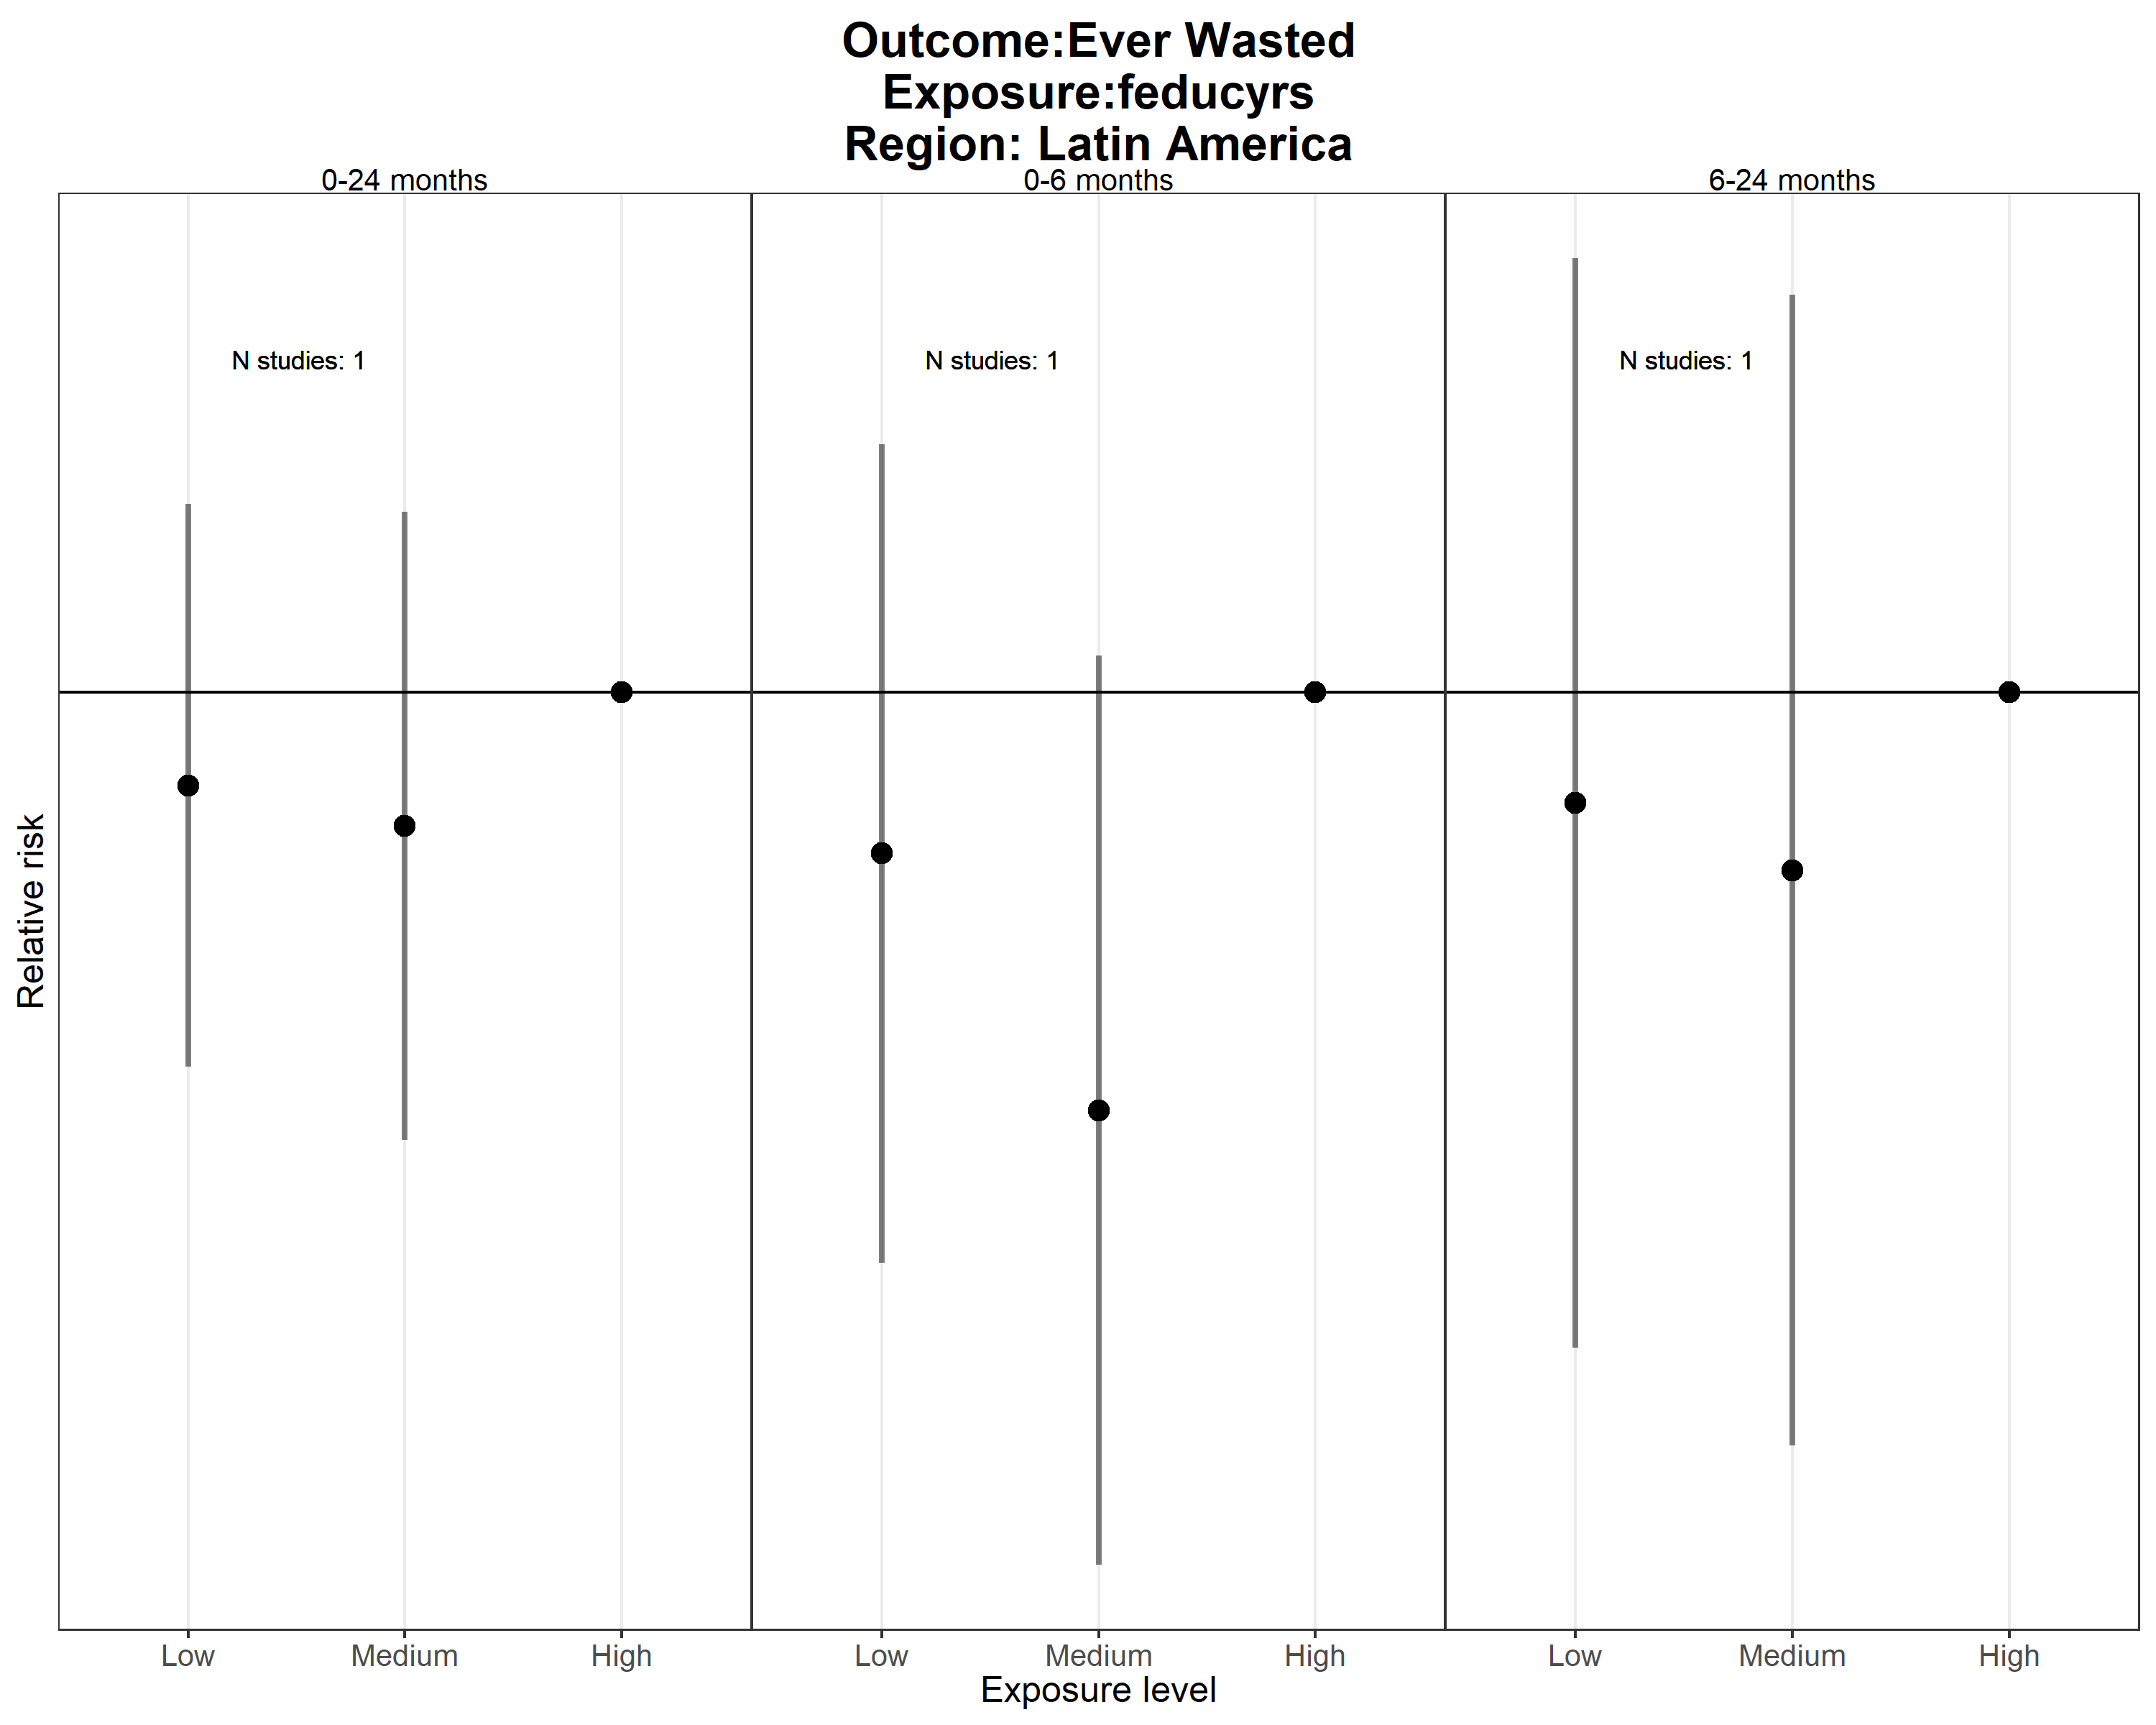 Outcome:Ever Wasted
Exposure:feducyrs
Region: Latin America
0-24 months
0-6 months
6-24 months
N studies: 1
N studies: 1
N studies: 1
Relative risk
Low
Medium
High
Low
Medium
High
Low
Medium
High
Exposure level